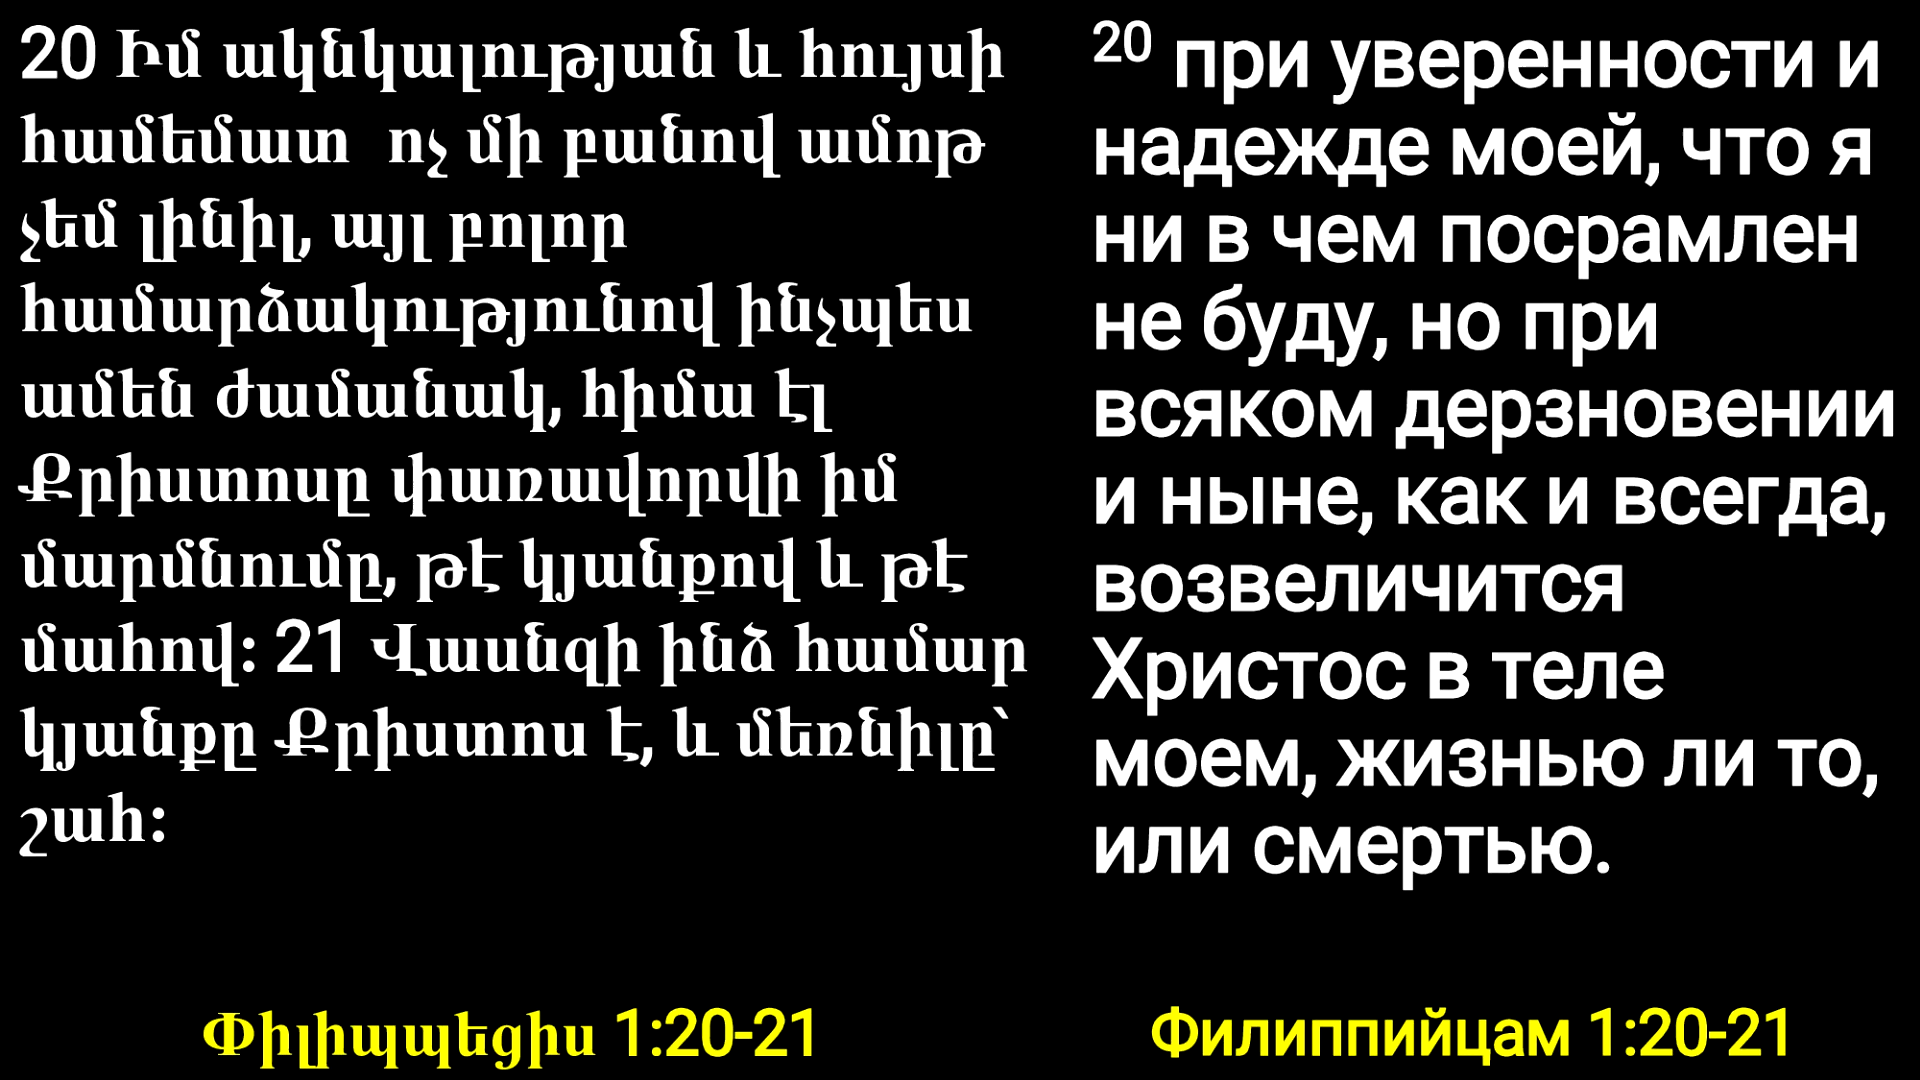 20 Իմ ակնկալության և հույսի
համեմատ  ոչ մի բանով ամոթ
չեմ լինիլ, այլ բոլոր
համարձակությունով ինչպես
ամեն ժամանակ, հիմա էլ
Քրիստոսը փառավորվի իմ
մարմնումը, թէ կյանքով և թէ
մահով: 21 Վասնզի ինձ համար
կյանքը Քրիստոս է, և մեռնիլը՝
շահ:
Փիլիպպեցիս 1:20-21
20 при уверенности и
надежде моей, что я
ни в чем посрамлен
не буду, но при
всяком дерзновении
и ныне, как и всегда,
возвеличится
Христос в теле
моем, жизнью ли то,
или смертью.
Филиппийцам 1:20-21